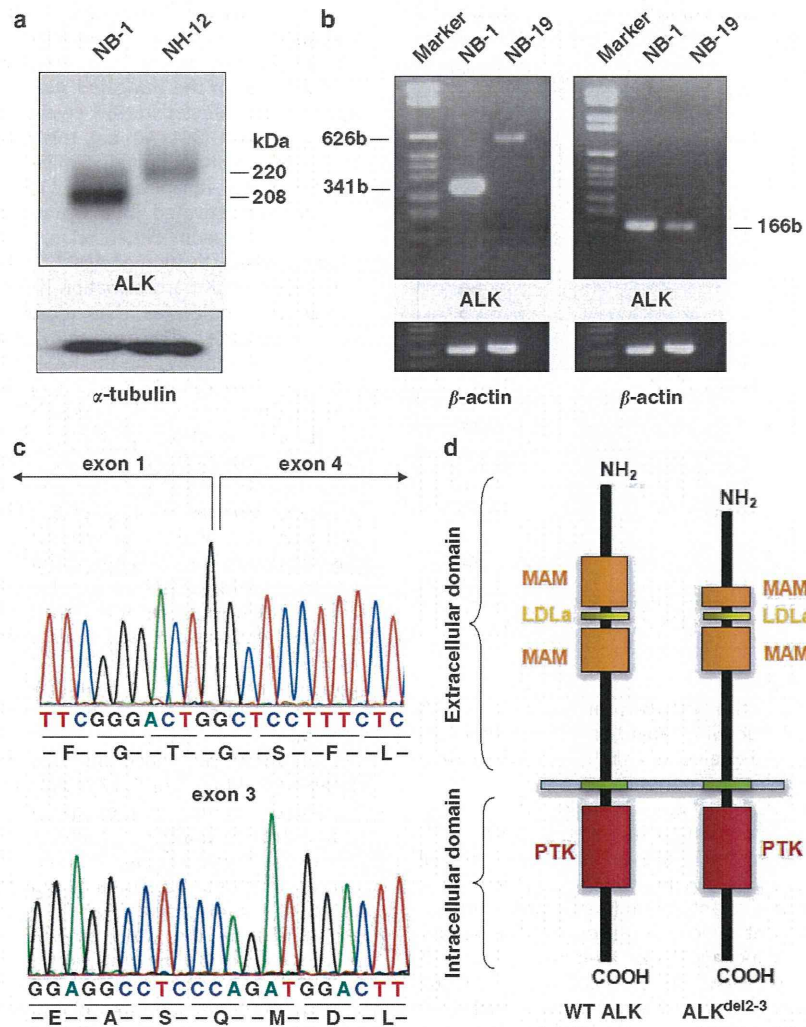 a
NB-1 NH-12
kDa
220
208
ALK
α-tubulin
b
Marker NB-1 NB-19
626b
341b
ALK
β-actin
Marker NB-1 NB-19
166b
ALK
β-actin
c
exon 1 exon 4
TTCGGGACTGGCTCCTTTCTC
–F–G–T–G–S–F–L–
exon 3
GGAGGCCTCCCAGATGGACTT
–E–A–S–Q–M–D–L–
d
Extracellular domain
Intracellular domain
NH2
MAM
LDLa
MAM
PTK
COOH
WT ALK
NH2
MAM
LDLa
MAM
PTK
COOH
ALKdel2-3